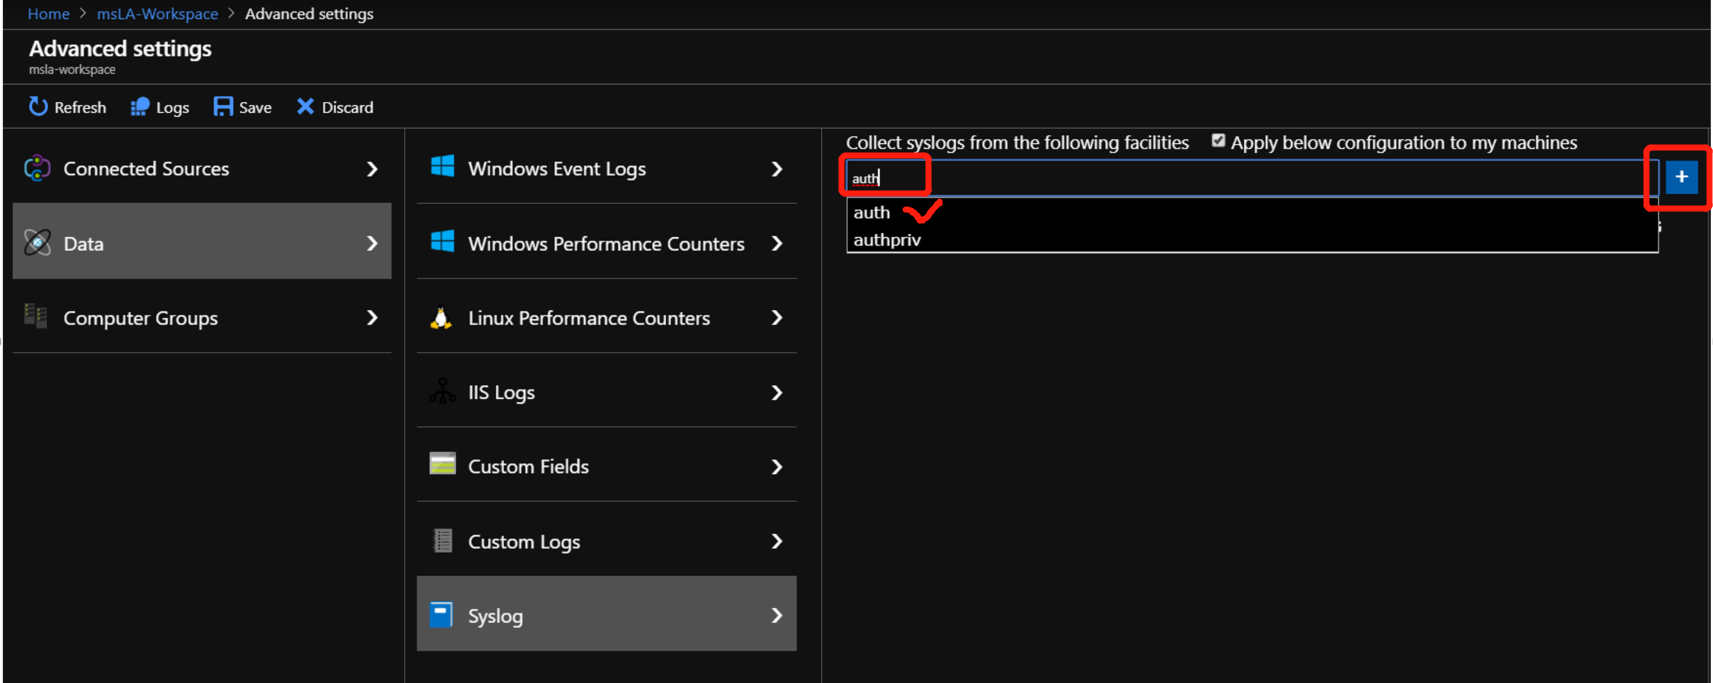 Home > msLA-Workspace > Advanced settings
Advanced settings
msla-workspace
Refresh Logs Save Discard
Connected Sources
Data
Computer Groups
Windows Event Logs
Windows Performance Counters
Linux Performance Counters
IIS Logs
Custom Fields
Custom Logs
Syslog
Collect syslogs from the following facilities Apply below configuration to my machines
auth
+
auth
authpriv